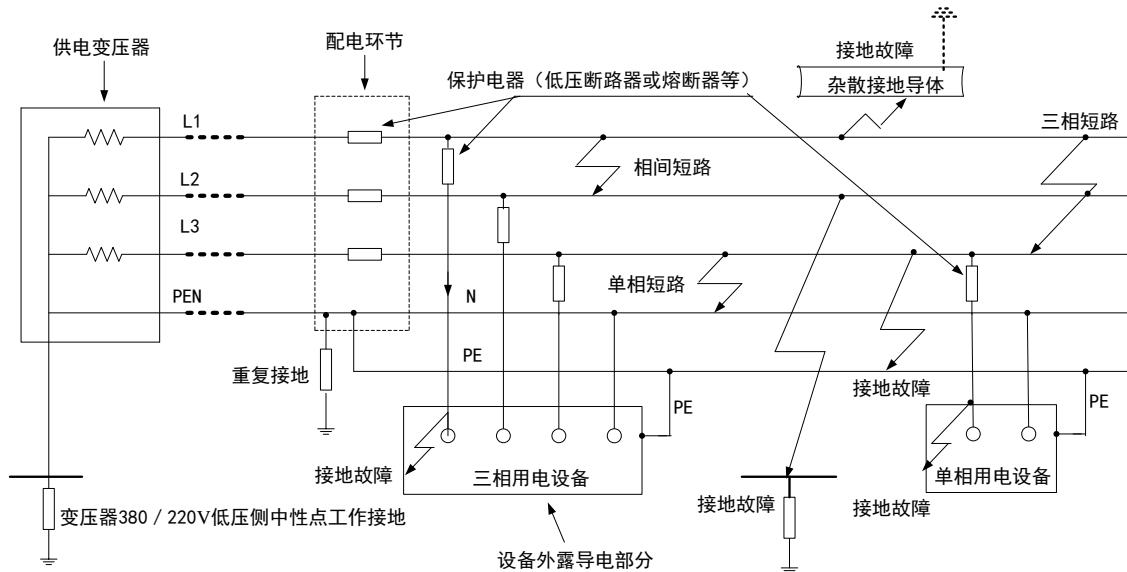 供电变压器
配电环节
保护电器（低压断路器或熔断器等）
接地故障
杂散接地导体
L1
三相短路
相间短路
L2
L3
单相短路
PEN
N
重复接地
PE
接地故障
PE
PE
接地故障
三相用电设备
接地故障
单相用电设备
接地故障
变压器380／220V低压侧中性点工作接地
设备外露导电部分